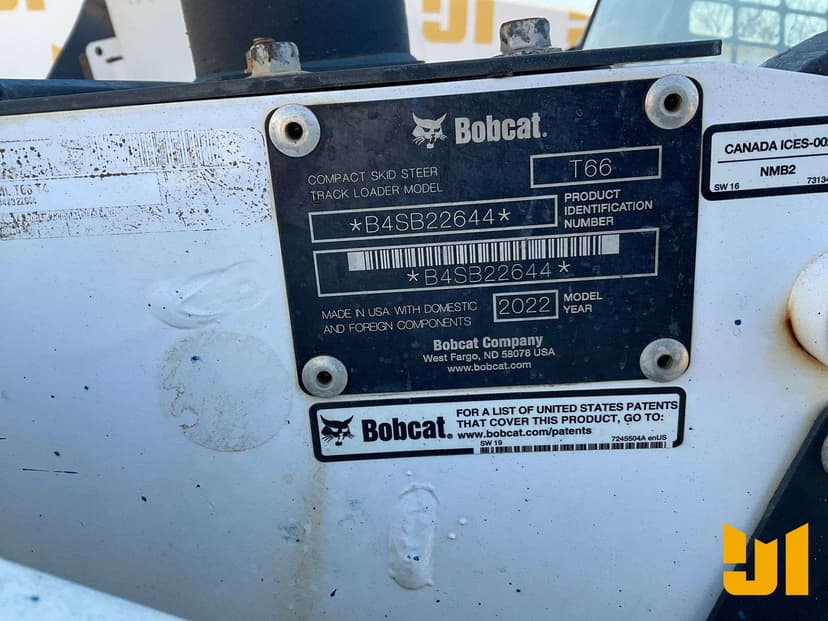 Bobcat.
COMPACT SKID STEER
TRACK LOADER MODEL
T66
*B4SB22644*
PRODUCT
IDENTIFICATION
NUMBER
*B4SB22644*
MADE IN USA WITH DOMESTIC
AND FOREIGN COMPONENTS
2022
MODEL
YEAR
Bobcat Company
West Fargo, ND 58078 USA
www.bobcat.com
CANADA ICES-00
NMB2
SW 16
7313
Bobcat.
FOR A LIST OF UNITED STATES PATENTS
THAT COVER THIS PRODUCT, GO TO:
www.bobcat.com/patents
SW 19
7245504A enUS